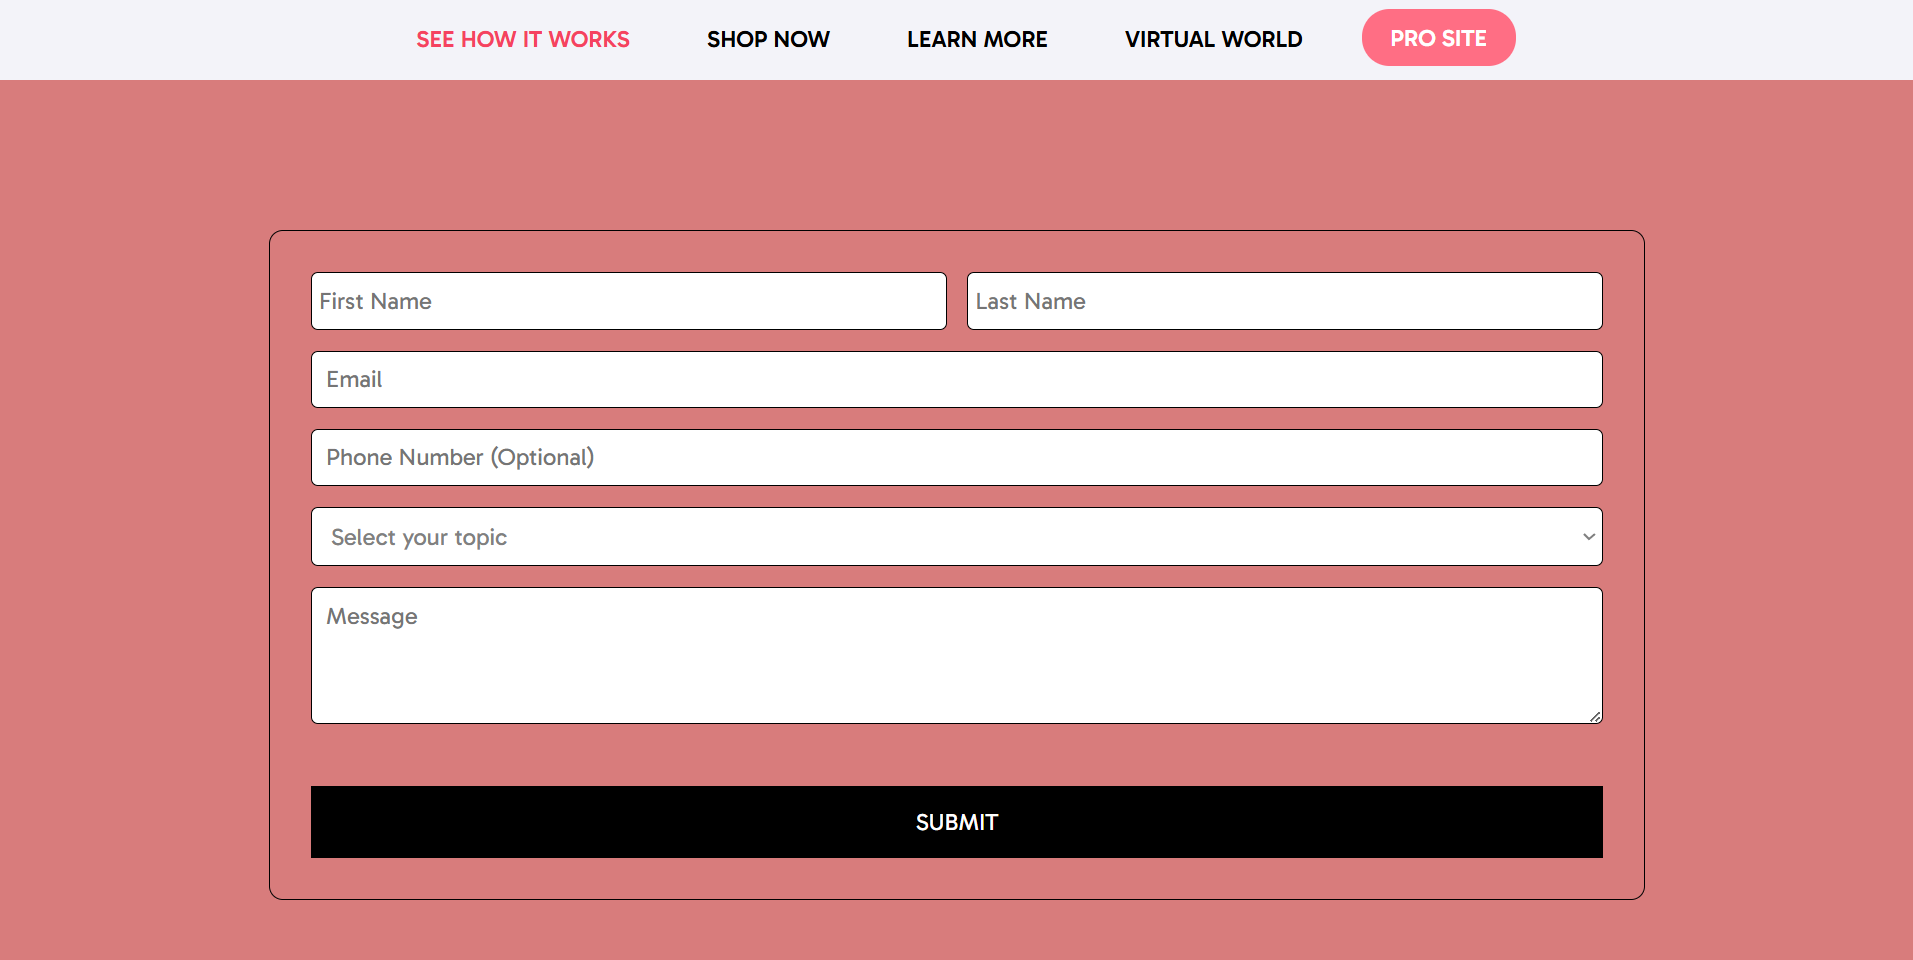 SEE HOW IT WORKS SHOP NOW LEARN MORE VIRTUAL WORLD PRO SITE
First Name Last Name
Email
Phone Number (Optional)
Select your topic
Message
SUBMIT